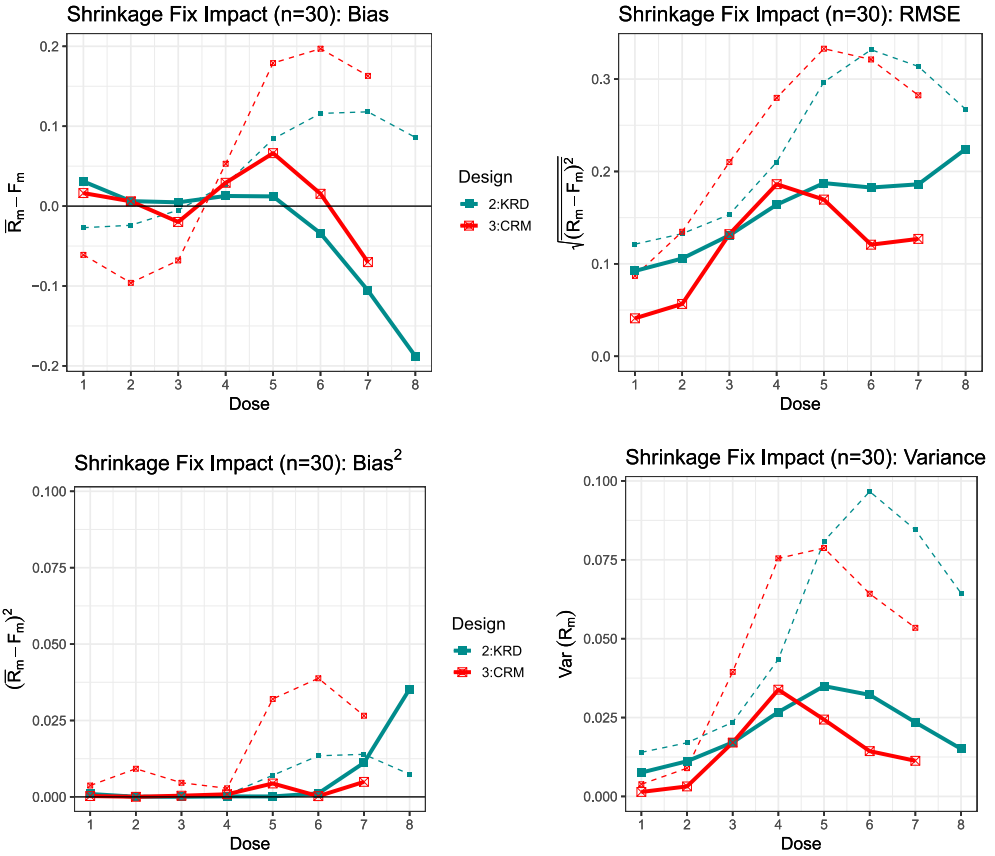 Shrinkage Fix Impact (n=30): Bias
0.2
0.1
0.0
−0.1
−0.2
R̅ₘ − Fₘ
1 2 3 4 5 6 7 8
Dose
Design
2:KRD
3:CRM
Shrinkage Fix Impact (n=30): RMSE
0.3
0.2
0.1
0.0
√(Rₘ − Fₘ)²
1 2 3 4 5 6 7 8
Dose
Shrinkage Fix Impact (n=30): Bias²
0.100
0.075
0.050
0.025
0.000
(R̅ₘ − Fₘ)²
1 2 3 4 5 6 7 8
Dose
Design
2:KRD
3:CRM
Shrinkage Fix Impact (n=30): Variance
0.100
0.075
0.050
0.025
0.000
Var (Rₘ)
1 2 3 4 5 6 7 8
Dose